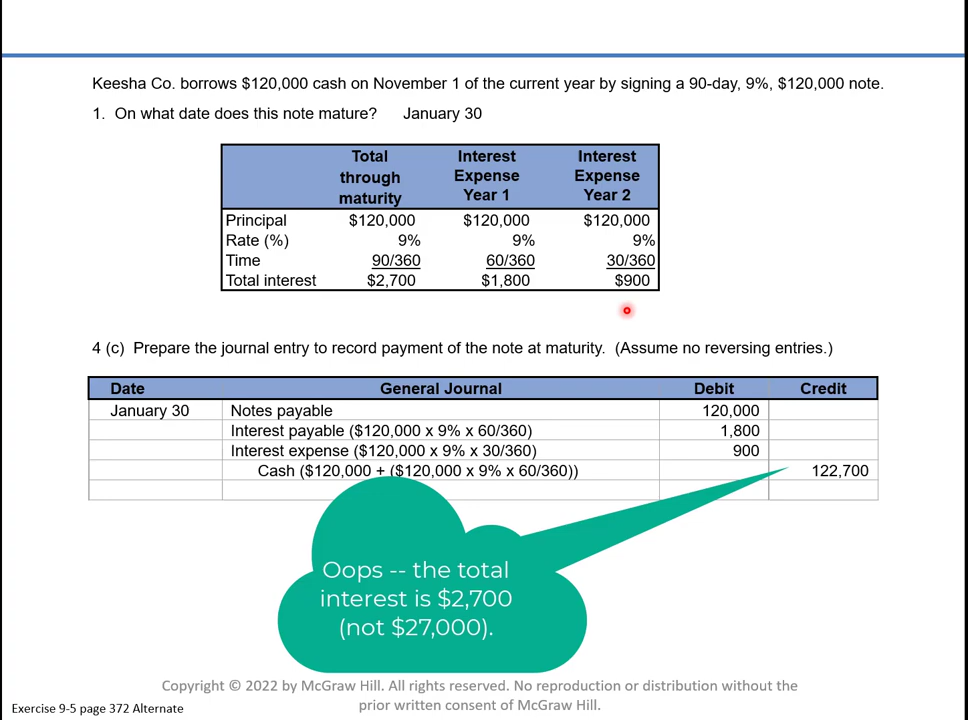 Keesha Co. borrows $120,000 cash on November 1 of the current year by signing a 90-day, 9%, $120,000 note.
1. On what date does this note mature? January 30
Total through maturity Interest Expense Year 1 Interest Expense Year 2
Principal $120,000 $120,000 $120,000
Rate (%) 9% 9% 9%
Time 90/360 60/360 30/360
Total interest $2,700 $1,800 $900
4 (c) Prepare the journal entry to record payment of the note at maturity. (Assume no reversing entries.)
Date General Journal Debit Credit
January 30 Notes payable 120,000
Interest payable ($120,000 x 9% x 60/360) 1,800
Interest expense ($120,000 x 9% x 30/360) 900
Cash ($120,000 + ($120,000 x 9% x 60/360)) 122,700
Oops -- the total
interest is $2,700
(not $27,000).
Copyright © 2022 by McGraw Hill. All rights reserved. No reproduction or distribution without the
prior written consent of McGraw Hill.
Exercise 9-5 page 372 Alternate